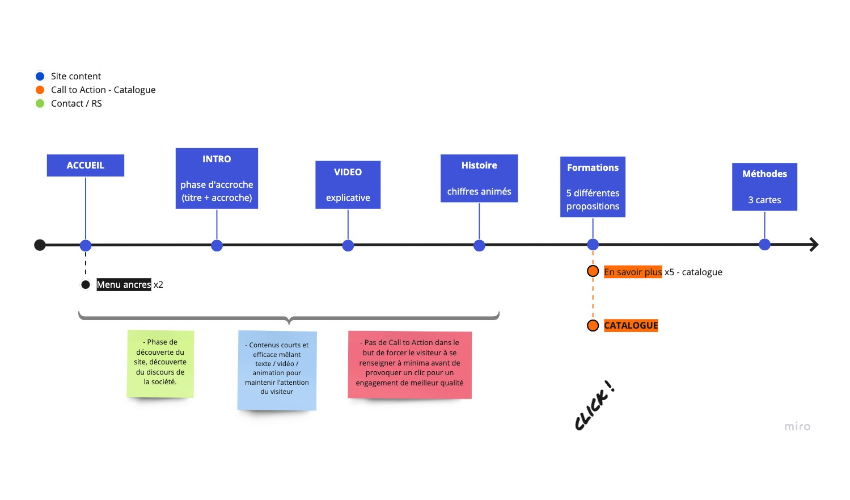 Site content
Call to Action - Catalogue
Contact / RS
ACCUEIL
INTRO
phase d'accroche
(titre + accroche)
VIDEO
explicative
Histoire
chiffres animés
Formations
5 différentes
propositions
Méthodes
3 cartes
Menu ancres x2
En savoir plus x5 - catalogue
CATALOGUE
- Phase de
découverte du
site, découverte
du discours de
la société.
- Contenus courts et
efficace mêlant
texte / vidéo /
animation pour
maintenir l'attention
du visiteur
- Pas de Call to Action dans le
but de forcer le visiteur à se
renseigner à minima avant de
provoquer un clic pour un
engagement de meilleur qualité
CLICK!
miro